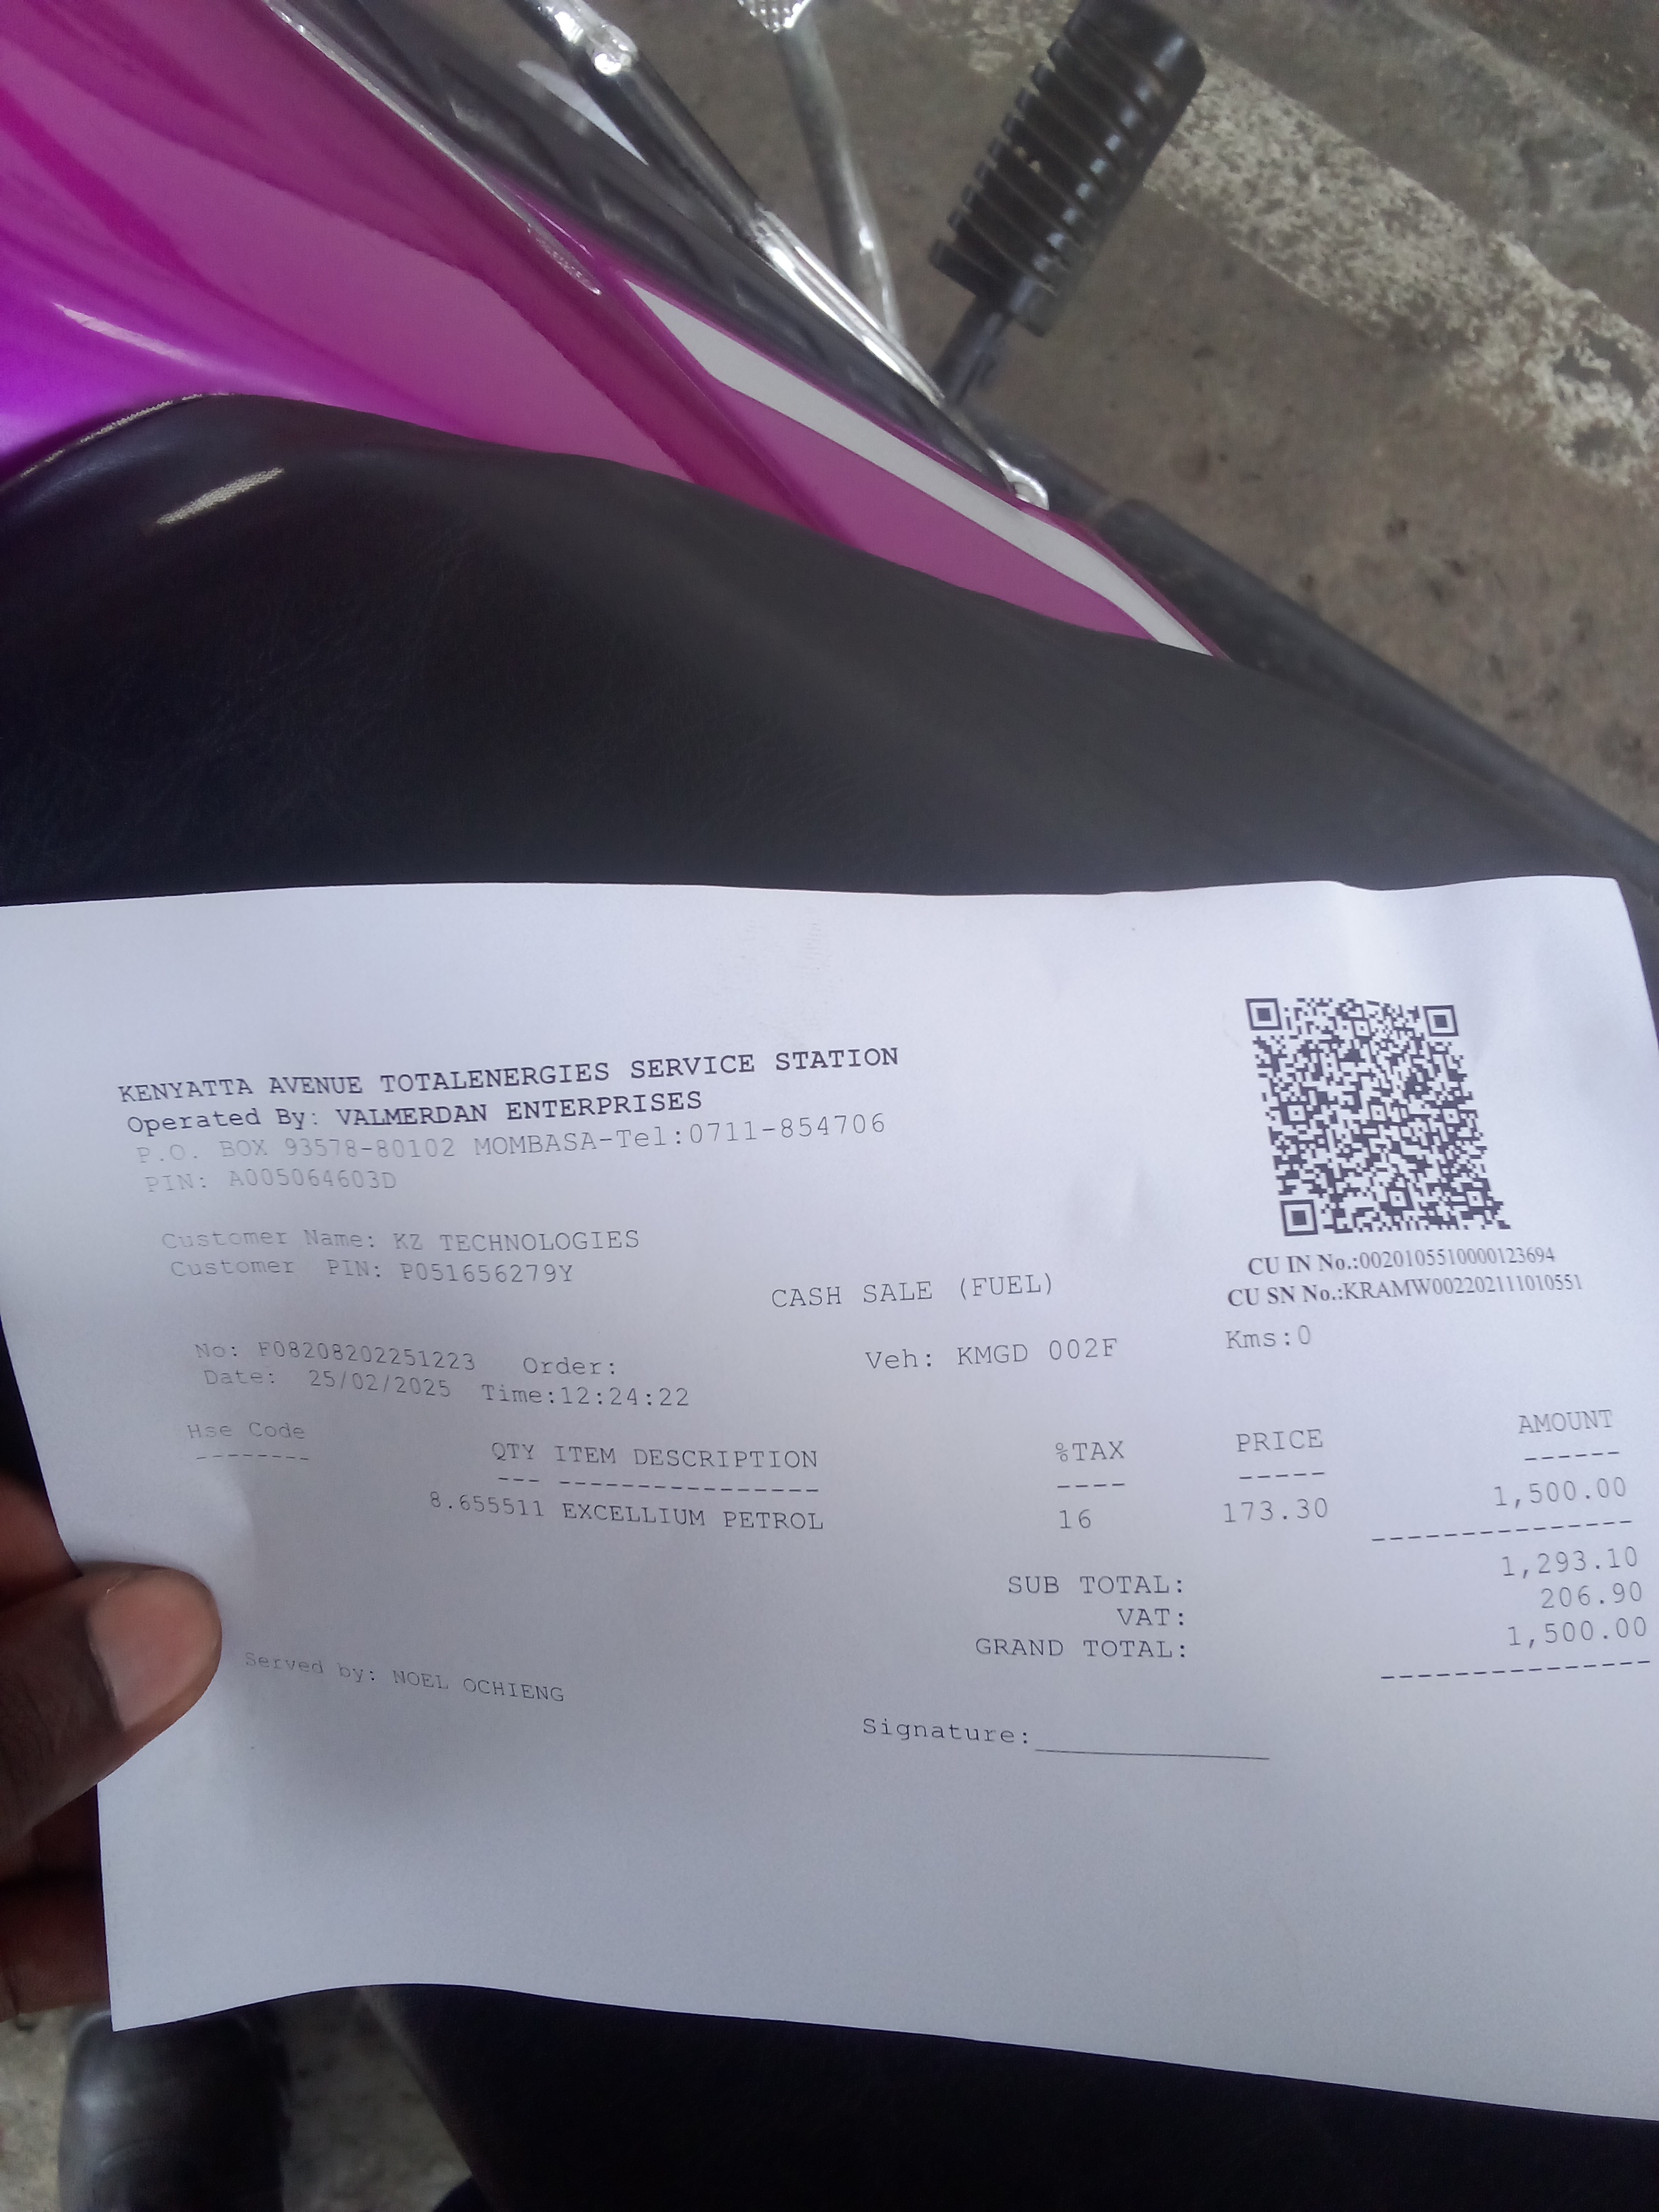 KENYATTA AVENUE TOTALENERGIES SERVICE STATION
Operated By: VALMERDAN ENTERPRISES
P.O. BOX 93578-80102 MOMBASA-Tel:0711-854706
PIN: A005064603D
Customer Name: KZ TECHNOLOGIES
Customer PIN: P051656279Y
CU IN No.:0020105510000123694
CU SN No.:KRAMW002202111010551
CASH SALE (FUEL)
No: F08208202251223 Order: Veh: KMGD 002F Kms:0
Date: 25/02/2025 Time:12:24:22
Hse Code QTY ITEM DESCRIPTION %TAX PRICE AMOUNT
-------- --- ---------------- ---- ----- ------
8.655511 EXCELLIUM PETROL 16 173.30 1,500.00
---------------
SUB TOTAL: 1,293.10
VAT: 206.90
GRAND TOTAL: 1,500.00
---------------
Served by: NOEL OCHIENG
Signature:_____________